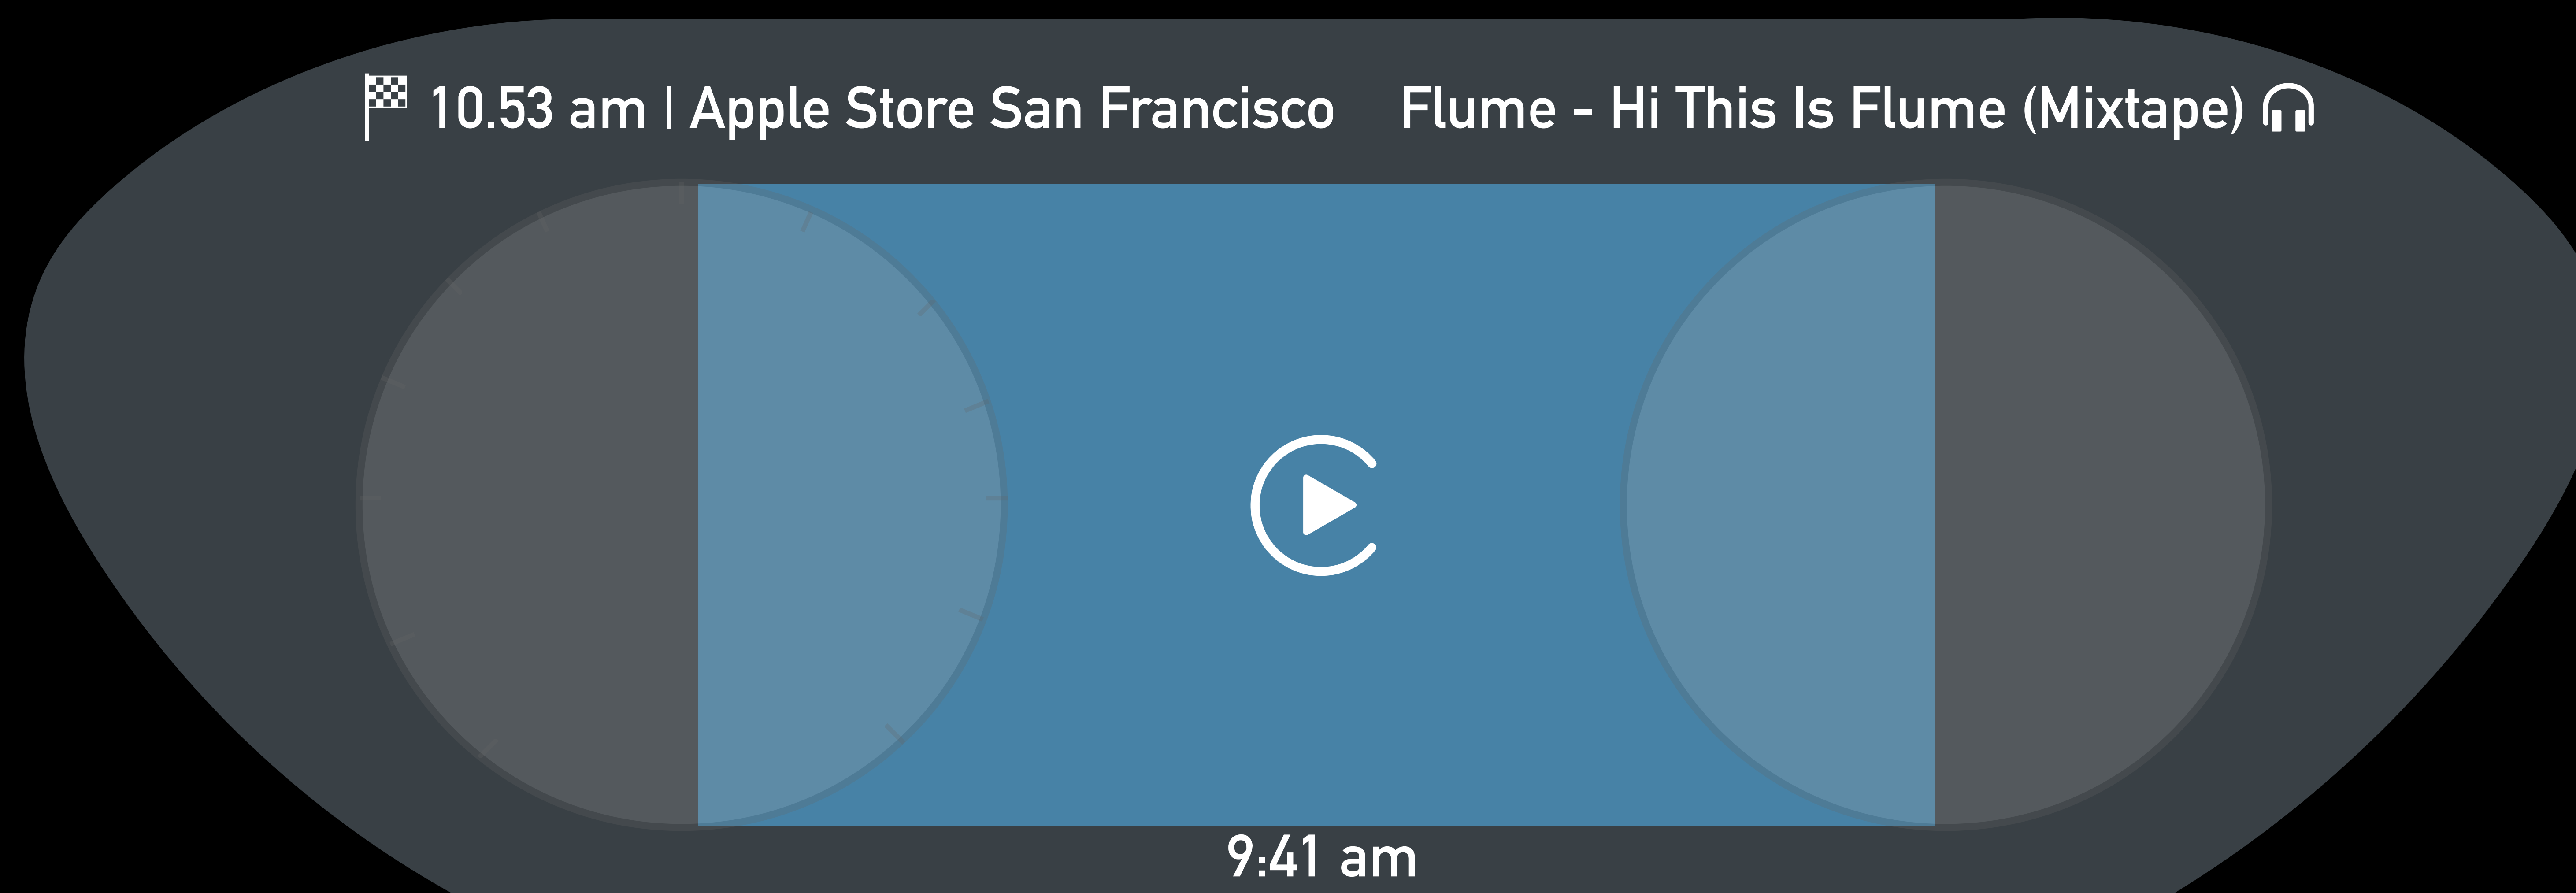 10.53 am | Apple Store San Francisco
Flume - Hi This Is Flume (Mixtape)
9:41 am